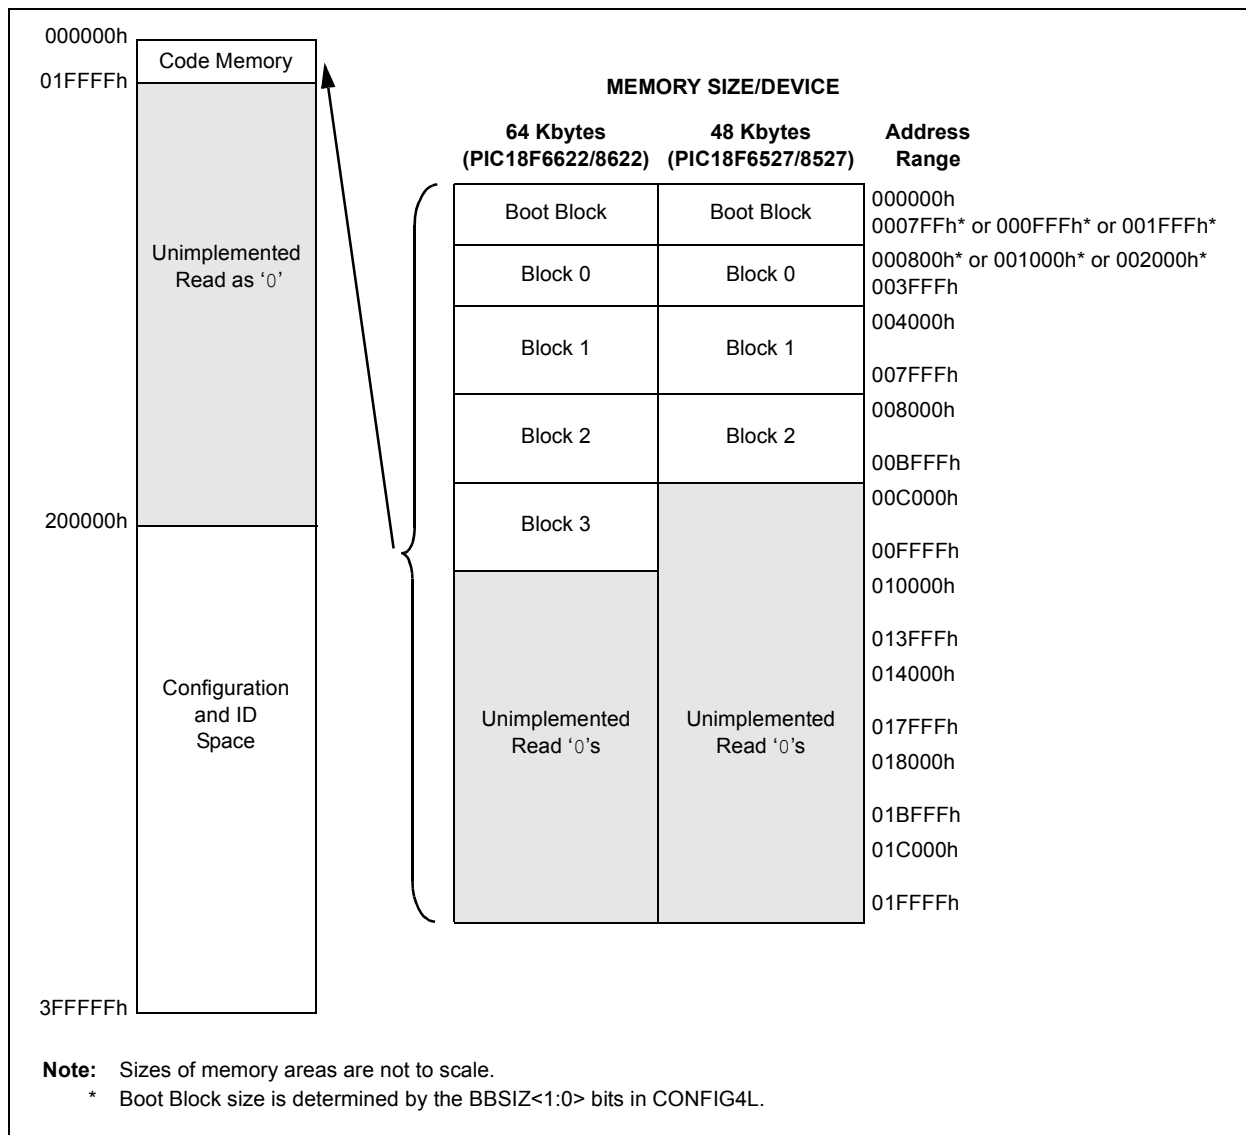 000000h
Code Memory
01FFFFh
Unimplemented
Read as ‘0’
200000h
Configuration
and ID
Space
3FFFFFh
MEMORY SIZE/DEVICE
64 Kbytes
(PIC18F6622/8622)
48 Kbytes
(PIC18F6527/8527)
Address
Range
Boot Block
Boot Block
000000h
0007FFh* or 000FFFh* or 001FFFh*
Block 0
Block 0
000800h* or 001000h* or 002000h*
003FFFh
Block 1
Block 1
004000h
007FFFh
Block 2
Block 2
008000h
00BFFFh
Block 3
00C000h
00FFFFh
010000h
013FFFh
014000h
Unimplemented
Read ‘0’s
Unimplemented
Read ‘0’s
017FFFh
018000h
01BFFFh
01C000h
01FFFFh
Note: Sizes of memory areas are not to scale.
* Boot Block size is determined by the BBSIZ<1:0> bits in CONFIG4L.